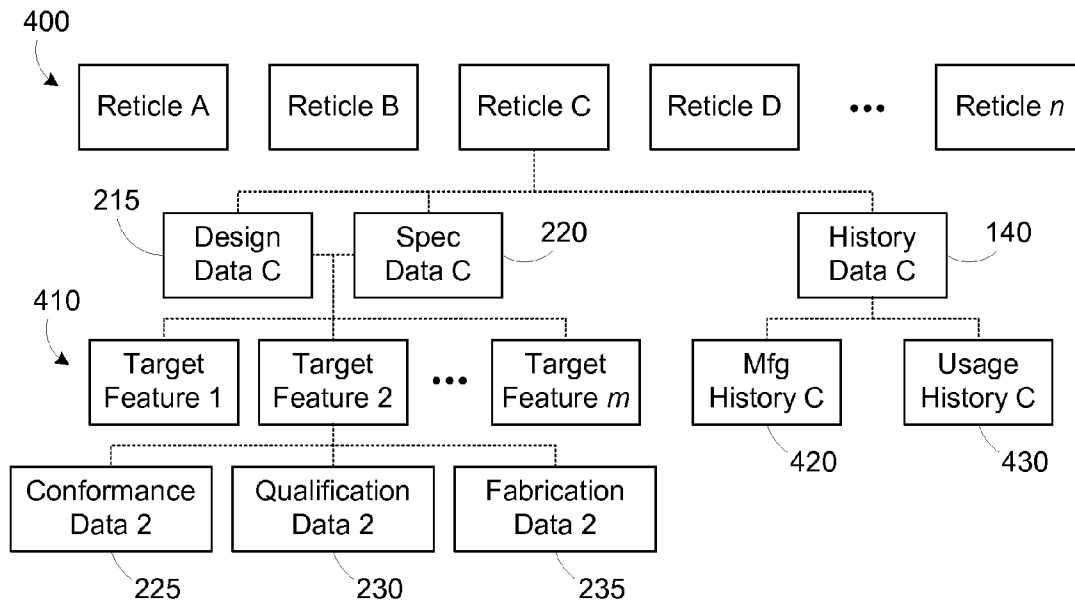 400
Reticle A
Reticle B
Reticle C
Reticle D
•••
Reticle n
215
Design
Data C
Spec
Data C
220
History
Data C
140
410
Target
Feature 1
Target
Feature 2
•••
Target
Feature m
Mfg
History C
Usage
History C
420
430
Conformance
Data 2
Qualification
Data 2
Fabrication
Data 2
225
230
235